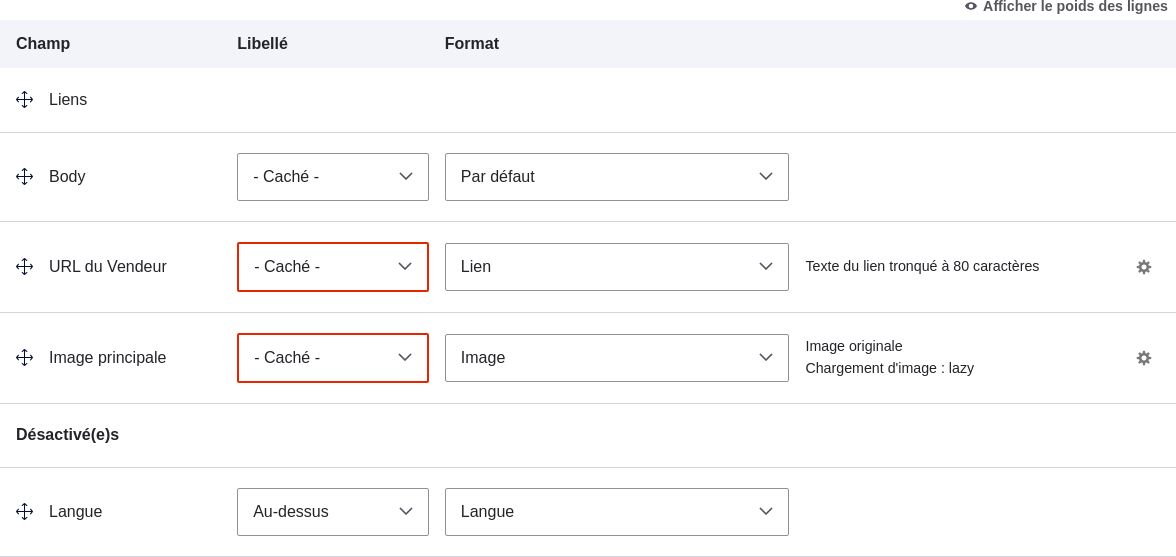 Afficher le poids des lignes
Champ Libellé Format
Liens
Body - Caché - Par défaut
URL du Vendeur - Caché - Lien Texte du lien tronqué à 80 caractères
Image principale - Caché - Image Image originale
Chargement d'image : lazy
Désactivé(e)s
Langue Au-dessus Langue